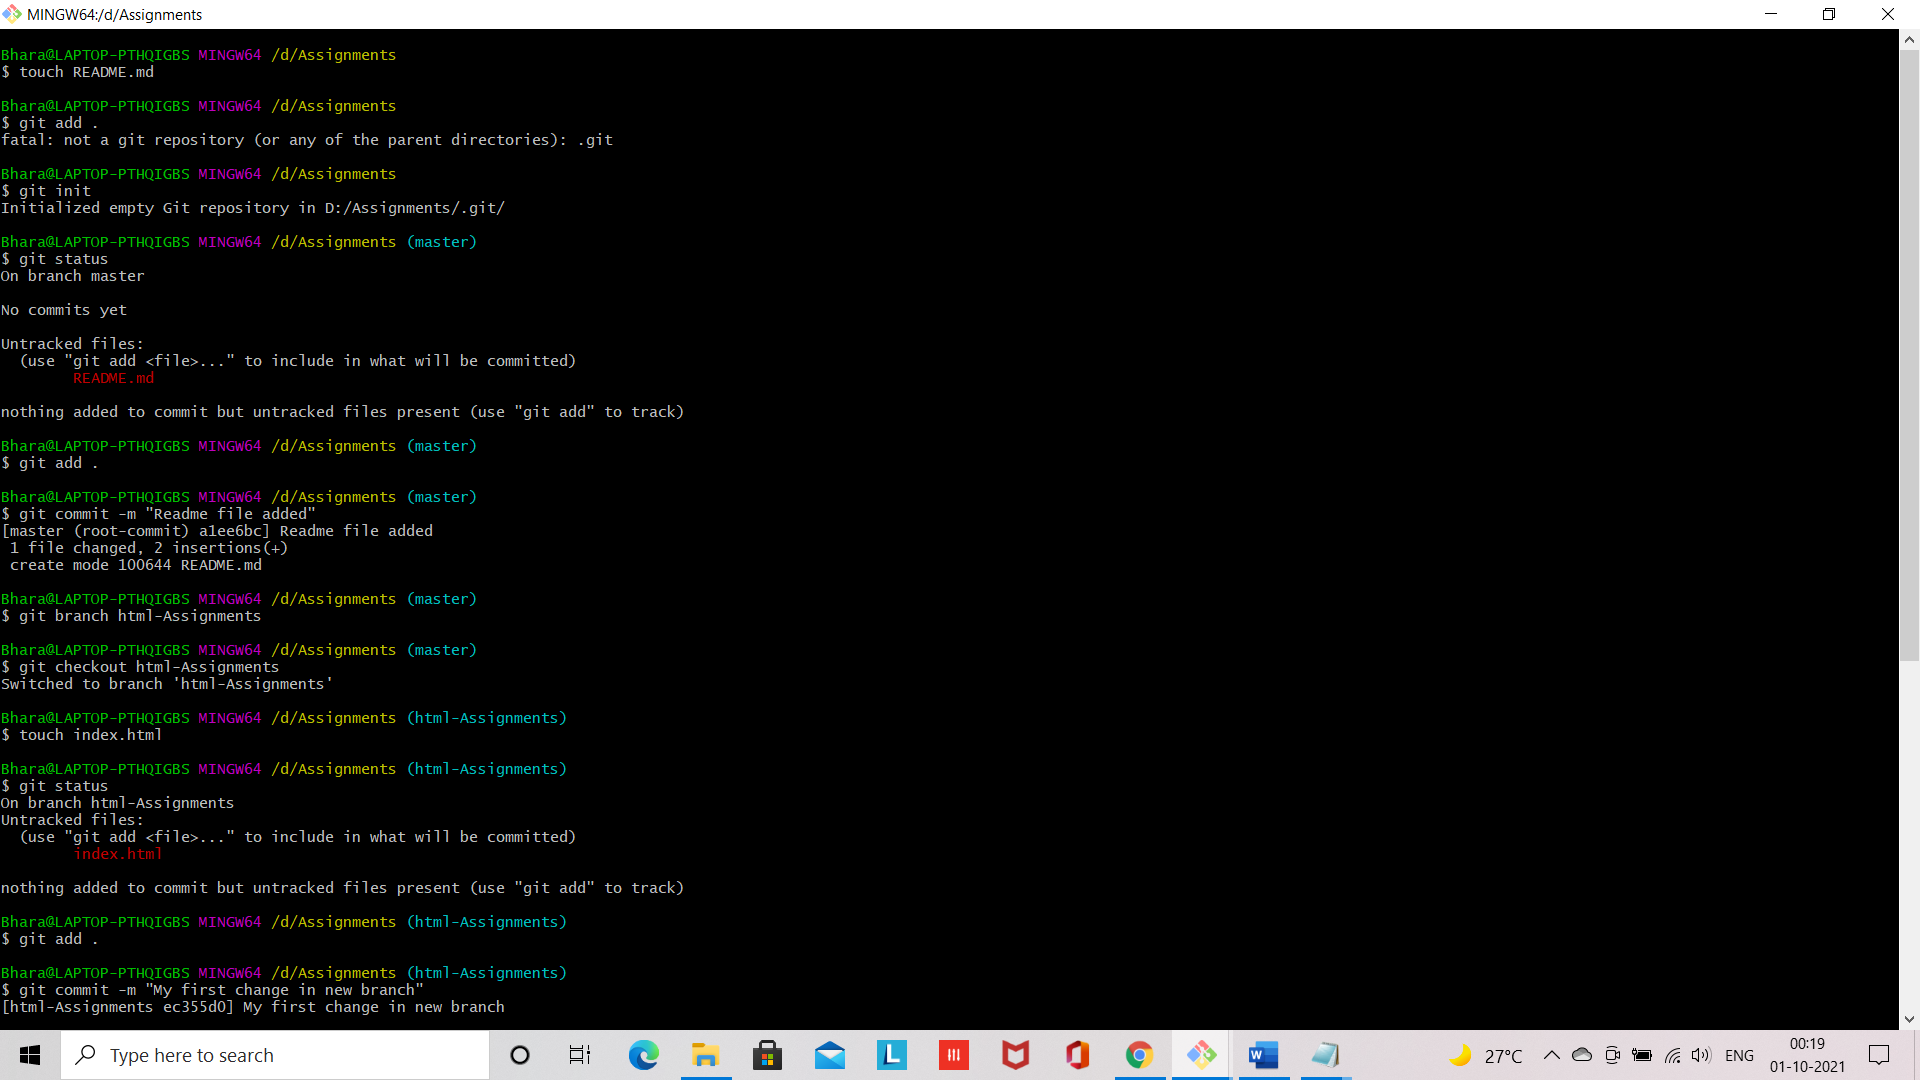 MINGW64:/d/Assignments
Bhara@LAPTOP-PTHQIGBS MINGW64 /d/Assignments
$ touch README.md
Bhara@LAPTOP-PTHQIGBS MINGW64 /d/Assignments
$ git add .
fatal: not a git repository (or any of the parent directories): .git
Bhara@LAPTOP-PTHQIGBS MINGW64 /d/Assignments
$ git init
Initialized empty Git repository in D:/Assignments/.git/
Bhara@LAPTOP-PTHQIGBS MINGW64 /d/Assignments (master)
$ git status
On branch master
No commits yet
Untracked files:
  (use "git add <file>..." to include in what will be committed)
        README.md
nothing added to commit but untracked files present (use "git add" to track)
Bhara@LAPTOP-PTHQIGBS MINGW64 /d/Assignments (master)
$ git add .
Bhara@LAPTOP-PTHQIGBS MINGW64 /d/Assignments (master)
$ git commit -m "Readme file added"
[master (root-commit) a1ee6bc] Readme file added
 1 file changed, 2 insertions(+)
 create mode 100644 README.md
Bhara@LAPTOP-PTHQIGBS MINGW64 /d/Assignments (master)
$ git branch html-Assignments
Bhara@LAPTOP-PTHQIGBS MINGW64 /d/Assignments (master)
$ git checkout html-Assignments
Switched to branch 'html-Assignments'
Bhara@LAPTOP-PTHQIGBS MINGW64 /d/Assignments (html-Assignments)
$ touch index.html
Bhara@LAPTOP-PTHQIGBS MINGW64 /d/Assignments (html-Assignments)
$ git status
On branch html-Assignments
Untracked files:
  (use "git add <file>..." to include in what will be committed)
        index.html
nothing added to commit but untracked files present (use "git add" to track)
Bhara@LAPTOP-PTHQIGBS MINGW64 /d/Assignments (html-Assignments)
$ git add .
Bhara@LAPTOP-PTHQIGBS MINGW64 /d/Assignments (html-Assignments)
$ git commit -m "My first change in new branch"
[html-Assignments ec355d0] My first change in new branch
Type here to search
L
W
27°C
ENG
00:19
01-10-2021